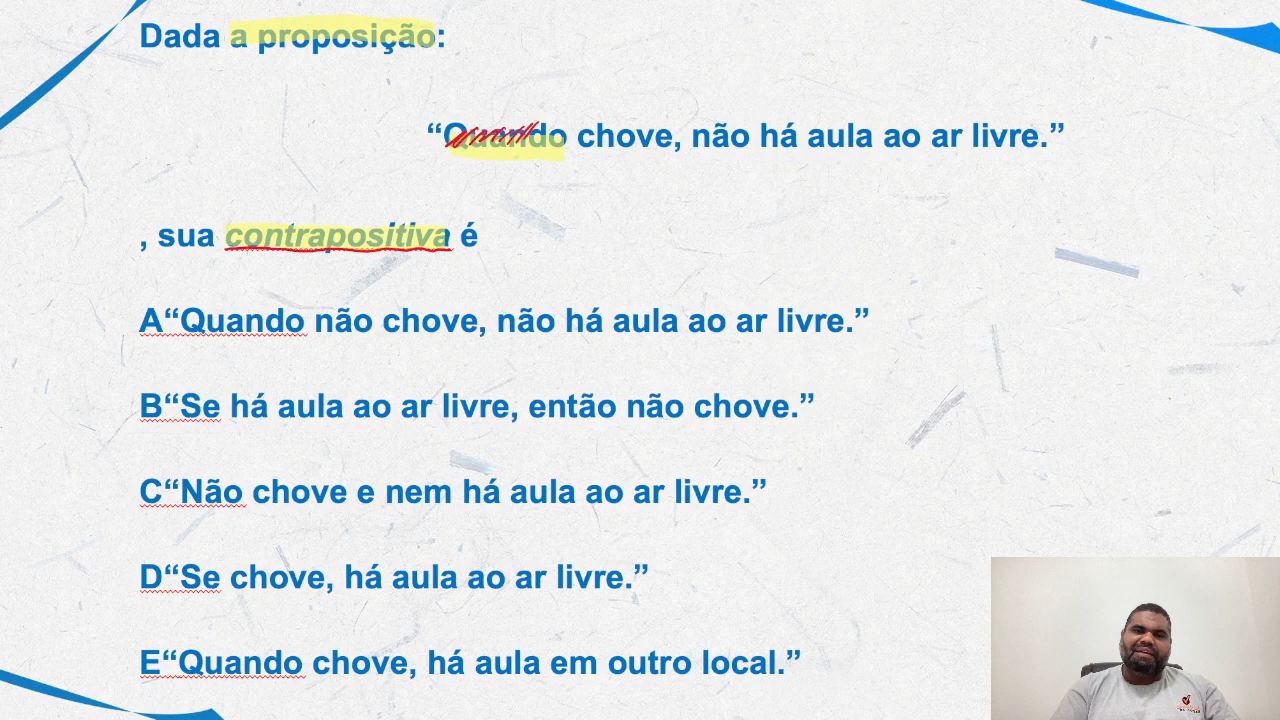 Dada a proposição:
“Quando chove, não há aula ao ar livre.”
, sua contrapositiva é
A“Quando não chove, não há aula ao ar livre.”
B“Se há aula ao ar livre, então não chove.”
C“Não chove e nem há aula ao ar livre.”
D“Se chove, há aula ao ar livre.”
E“Quando chove, há aula em outro local.”